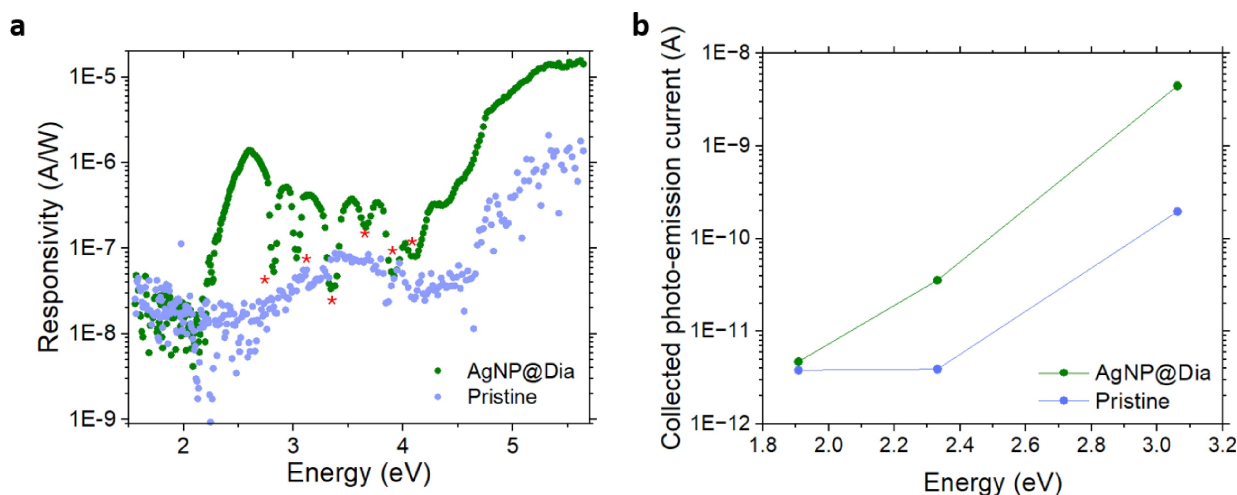 a
Responsivity (A/W)
1E-5
1E-6
1E-7
1E-8
1E-9
*
*
*
*
*
*
AgNP@Dia
Pristine
2 3 4 5
Energy (eV)
b
Collected photo-emission current (A)
1E-8
1E-9
1E-10
1E-11
1E-12
AgNP@Dia
Pristine
1.8 2.0 2.2 2.4 2.6 2.8 3.0 3.2
Energy (eV)